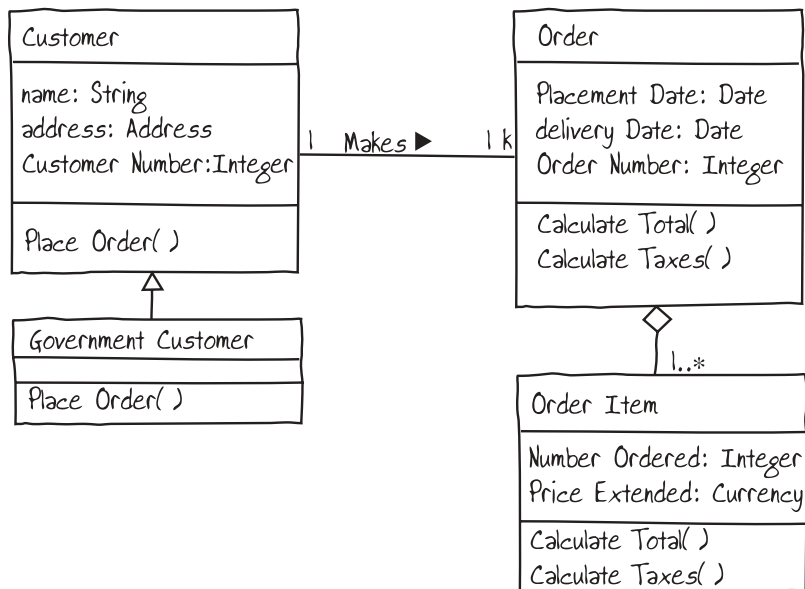 Customer
name: String
address: Address
Customer Number:Integer
Place Order( )
1 Makes ▶ 1 k
Order
Placement Date: Date
delivery Date: Date
Order Number: Integer
Calculate Total( )
Calculate Taxes( )
Government Customer
Place Order( )
1..*
Order Item
Number Ordered: Integer
Price Extended: Currency
Calculate Total( )
Calculate Taxes( )